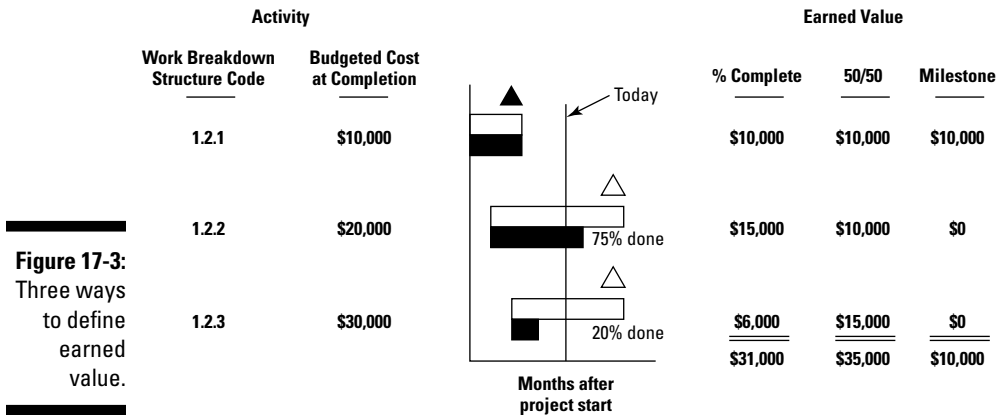 Activity
Earned Value
Work Breakdown Structure Code
Budgeted Cost at Completion
% Complete 50/50 Milestone
Today
1.2.1 $10,000 $10,000 $10,000 $10,000
1.2.2 $20,000 75% done $15,000 $10,000 $0
1.2.3 $30,000 20% done $6,000 $15,000 $0
$31,000 $35,000 $10,000
Months after
project start
Figure 17-3:
Three ways
to define
earned
value.